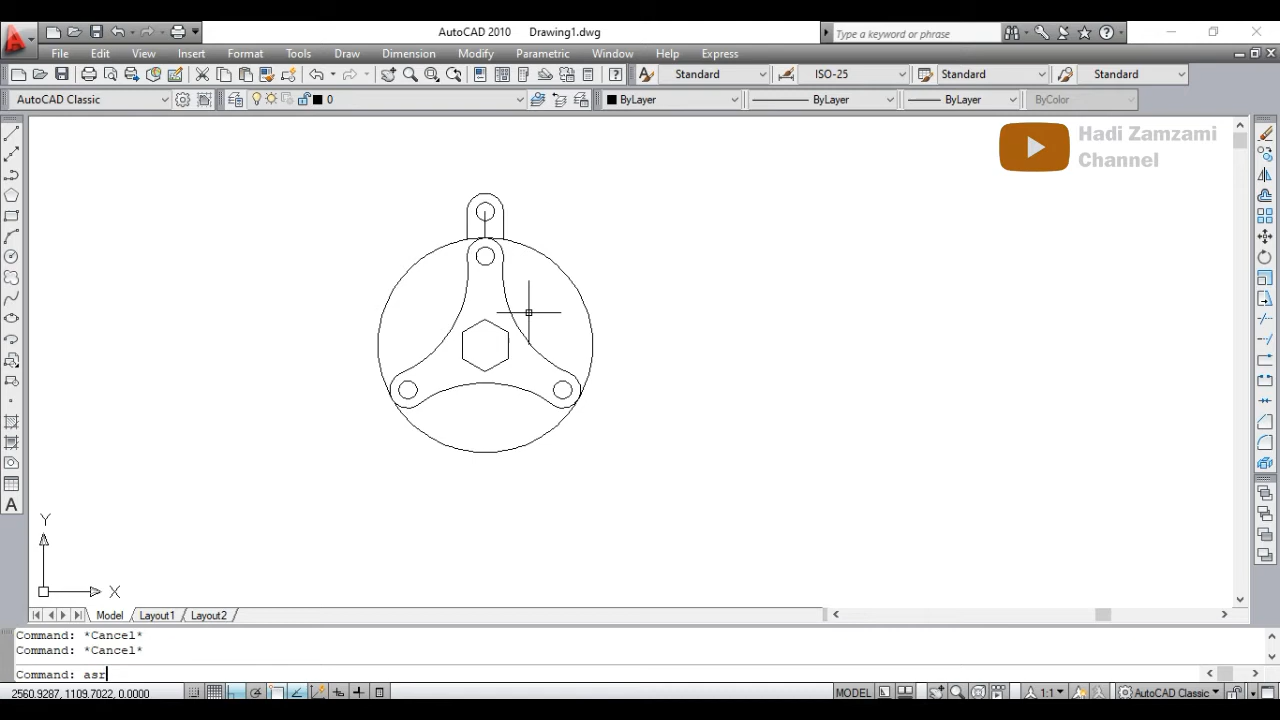 AutoCAD 2010 Drawing1.dwg
Type a keyword or phrase
File Edit View Insert Format Tools Draw Dimension Modify Parametric Window Help Express
Standard ISO-25 Standard Standard
AutoCAD Classic 0 ByLayer ByLayer ByLayer ByColor
Hadi Zamzami
Channel
Y
X
A
Model Layout1 Layout2
Command: *Cancel*
Command: *Cancel*
Command: asr
2560.9287, 1109.7022, 0.0000 MODEL 1:1 AutoCAD Classic